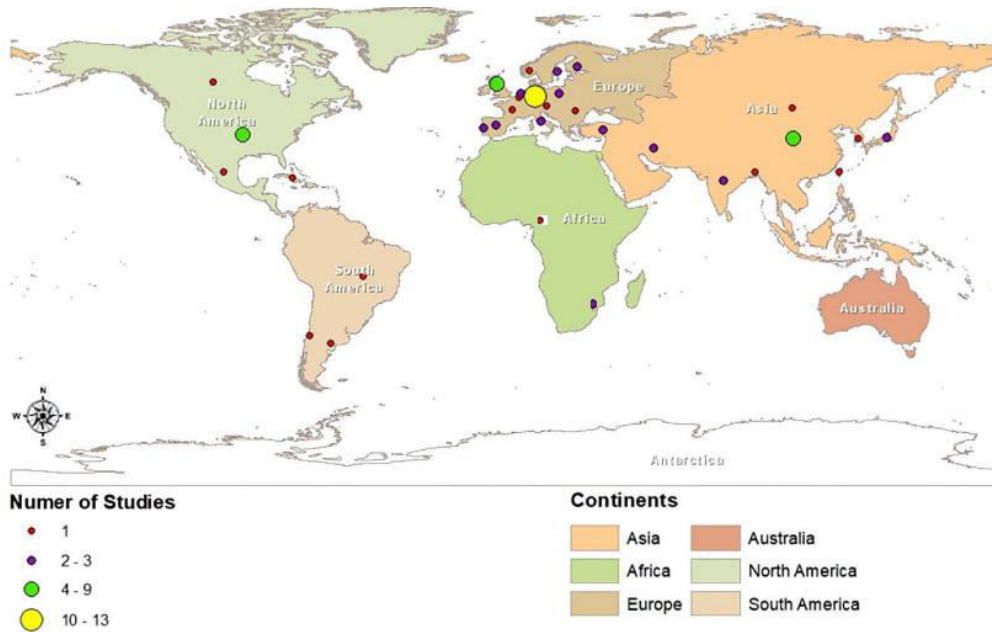 North
America
Europe
Asia
Africa
South
America
Australia
N
W
E
S
Antarctica
Numer of Studies
1
2 - 3
4 - 9
10 - 13
Continents
Asia
Australia
Africa
North America
Europe
South America